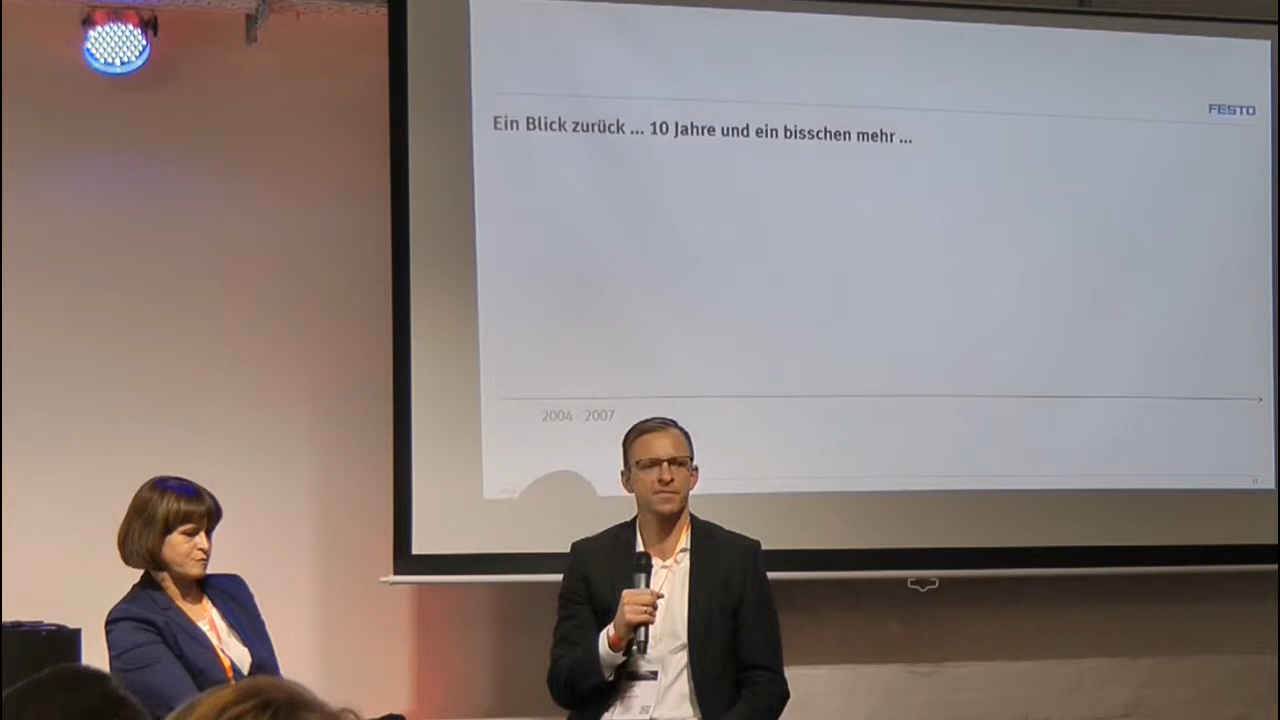 FESTO
Ein Blick zurück ... 10 Jahre und ein bisschen mehr ...
2004 - 2007